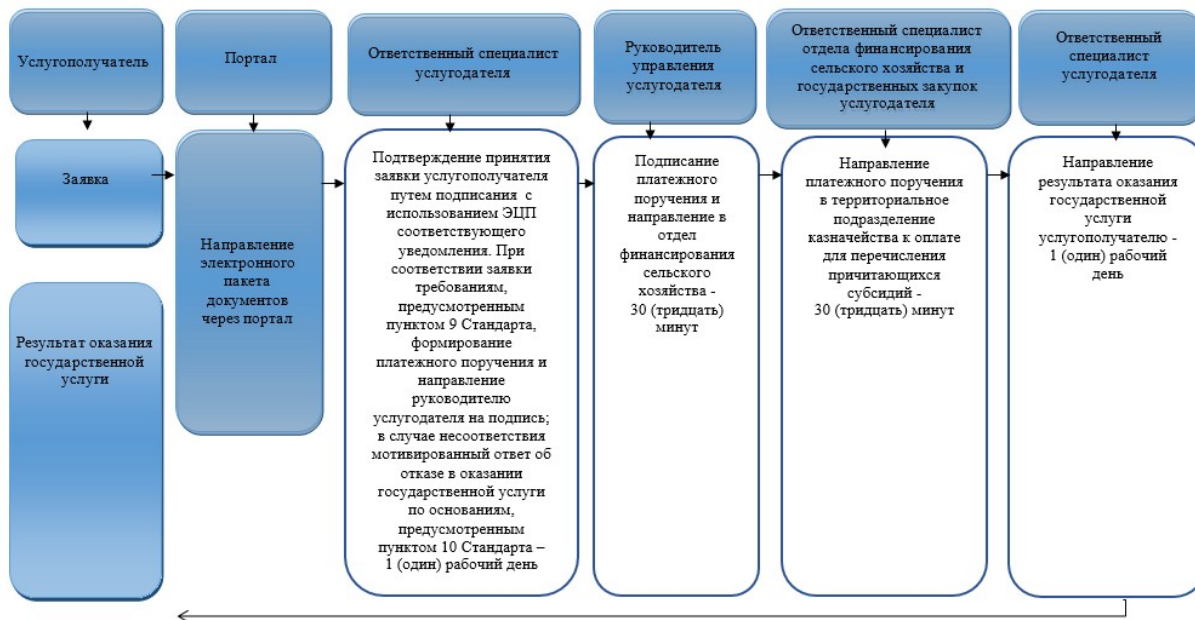 Услугополучатель
Портал
Ответственный специалист
услугодателя
Руководитель
управления
услугодателя
Ответственный специалист
отдела финансирования
сельского хозяйства и
государственных закупок
услугодателя
Ответственный
специалист
услугодателя
Заявка
Результат оказания
государственной
услуги
Направление
электронного
пакета
документов
через портал
Подтверждение принятия
заявки услугополучателя
путем подписания с
использованием ЭЦП
соответствующего
уведомления. При
соответствии заявки
требованиям,
предусмотренным
пунктом 9 Стандарта,
формирование
платежного поручения и
направление
руководителю
услугодателя на подпись;
в случае несоответствия
мотивированный ответ об
отказе в оказании
государственной услуги
по основаниям,
предусмотренным
пунктом 10 Стандарта –
1 (один) рабочий день
Подписание
платежного
поручения и
направление в
отдел
финансирования
сельского
хозяйства -
30 (тридцать)
минут
Направление
платежного поручения
в территориальное
подразделение
казначейства к оплате
для перечисления
причитающихся
субсидий -
30 (тридцать) минут
Направление
результата оказания
государственной
услуги
услугополучателю -
1 (один) рабочий
день